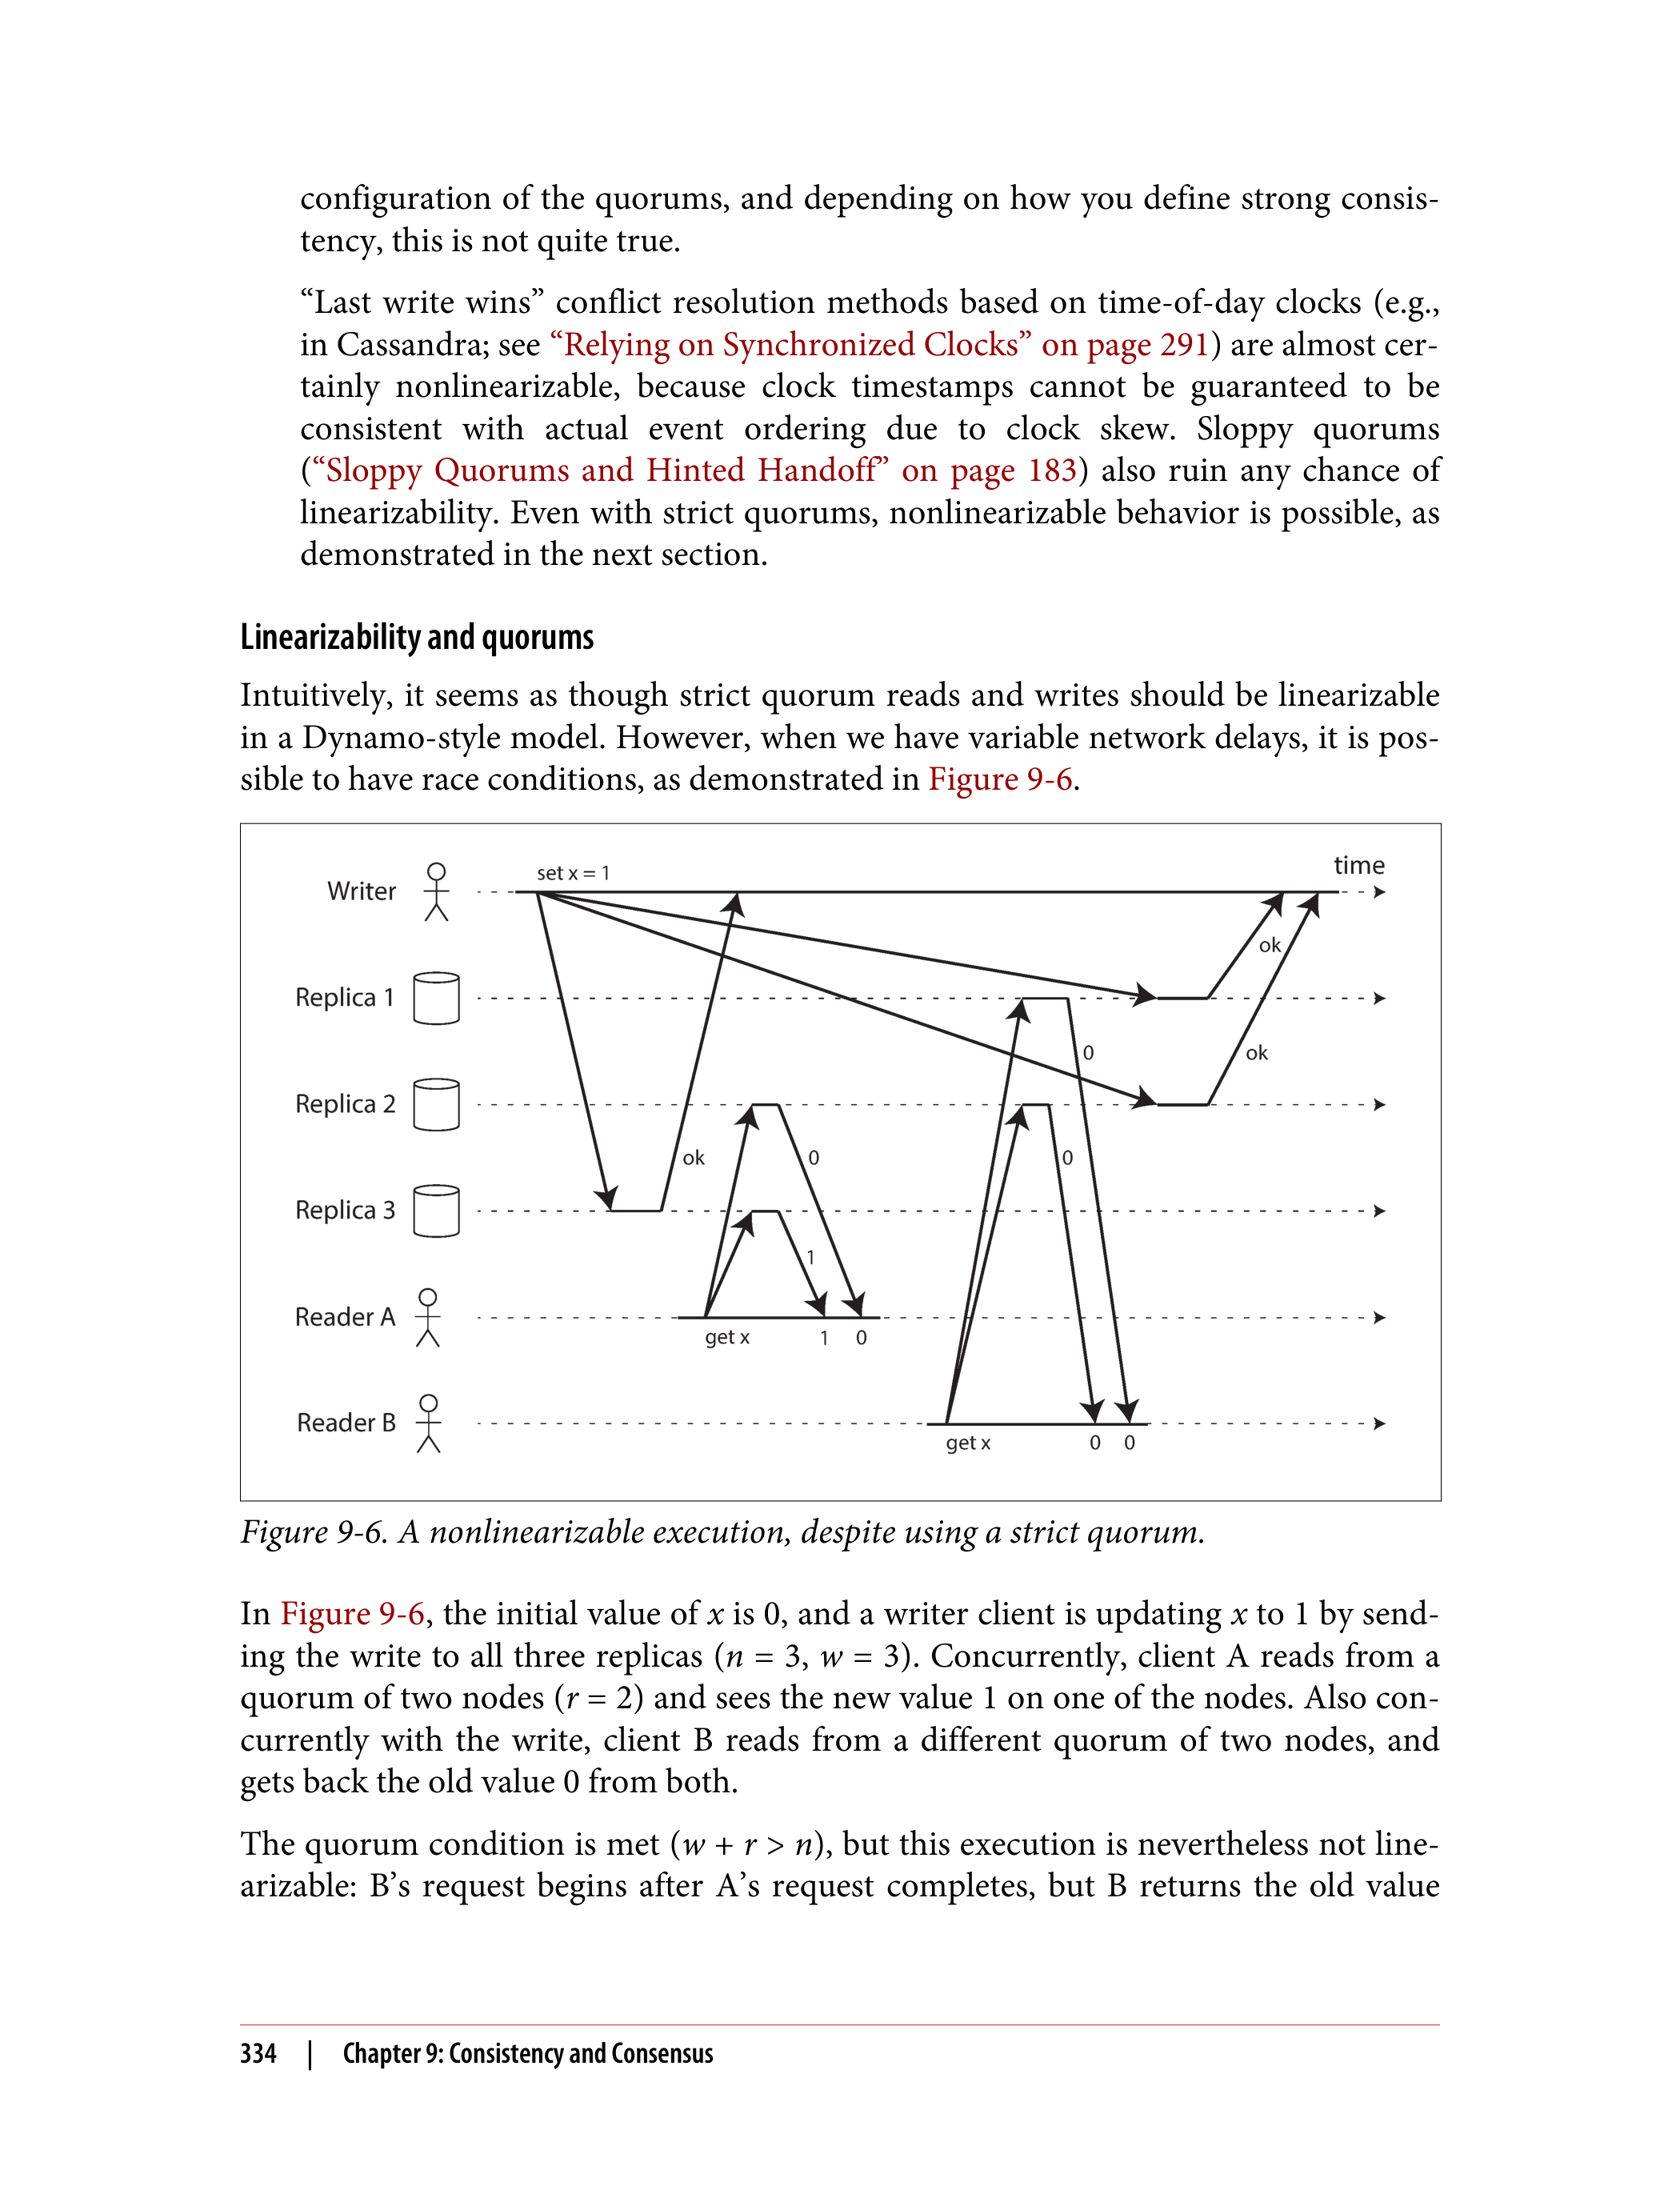 configuration of the quorums, and depending on how you define strong consis-
tency, this is not quite true.
“Last write wins” conflict resolution methods based on time-of-day clocks (e.g.,
in Cassandra; see “Relying on Synchronized Clocks” on page 291) are almost cer-
tainly nonlinearizable, because clock timestamps cannot be guaranteed to be
consistent with actual event ordering due to clock skew. Sloppy quorums
(“Sloppy Quorums and Hinted Handoff” on page 183) also ruin any chance of
linearizability. Even with strict quorums, nonlinearizable behavior is possible, as
demonstrated in the next section.
Linearizability and quorums
Intuitively, it seems as though strict quorum reads and writes should be linearizable
in a Dynamo-style model. However, when we have variable network delays, it is pos-
sible to have race conditions, as demonstrated in Figure 9-6.
time
set x = 1
Writer
ok
Replica 1
0
ok
Replica 2
ok
0
0
Replica 3
1
Reader A
get x
1
0
Reader B
get x
0
0
Figure 9-6. A nonlinearizable execution, despite using a strict quorum.
In Figure 9-6, the initial value of x is 0, and a writer client is updating x to 1 by send-
ing the write to all three replicas (n = 3, w = 3). Concurrently, client A reads from a
quorum of two nodes (r = 2) and sees the new value 1 on one of the nodes. Also con-
currently with the write, client B reads from a different quorum of two nodes, and
gets back the old value 0 from both.
The quorum condition is met (w + r > n), but this execution is nevertheless not line-
arizable: B’s request begins after A’s request completes, but B returns the old value
334 | Chapter 9: Consistency and Consensus